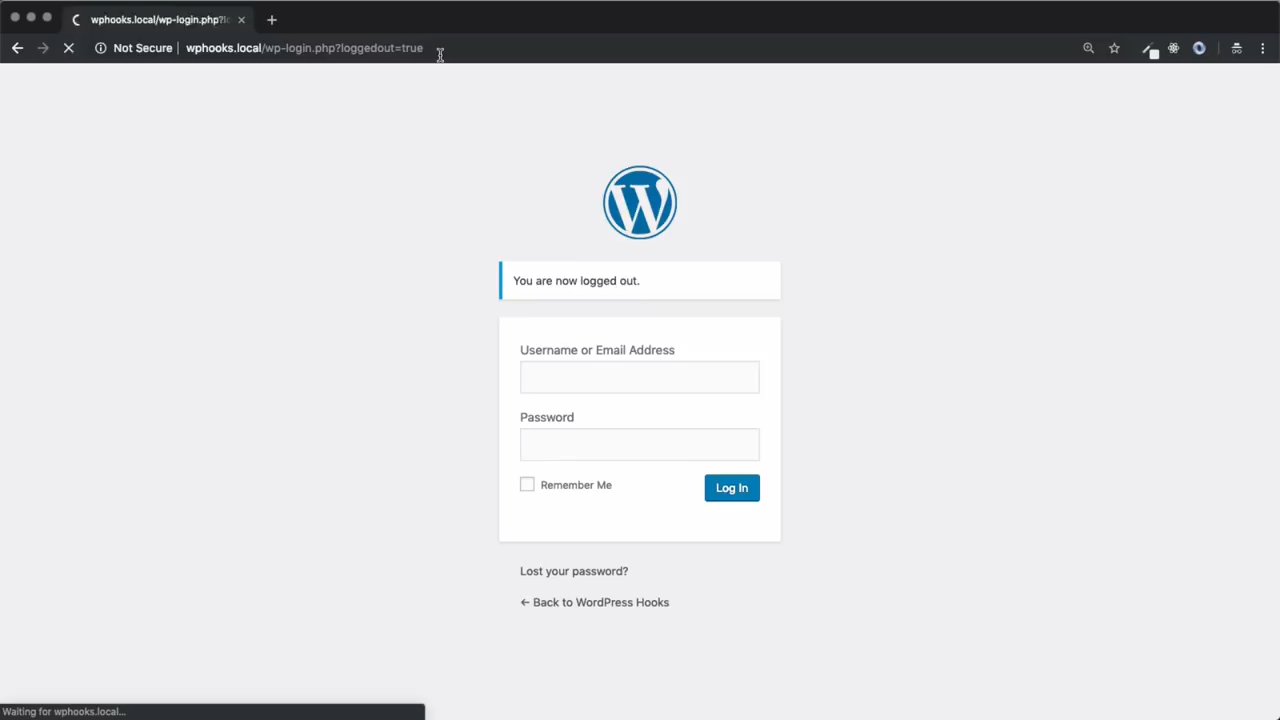 wphooks.local/wp-login.php?lo
Not Secure | wphooks.local/wp-login.php?loggedout=true
You are now logged out.
Username or Email Address
Password
Remember Me
Log In
Lost your password?
← Back to WordPress Hooks
Waiting for wphooks.local...